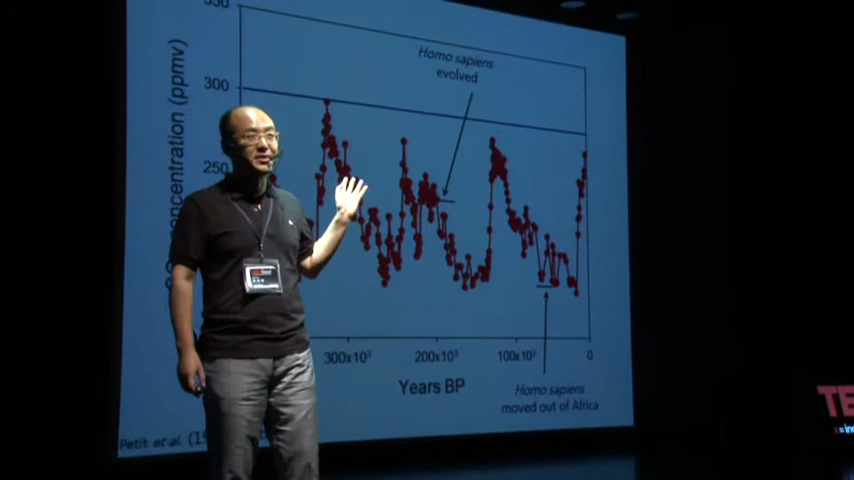 350
300
250
Homo sapiens
evolved
concentration (ppmv)
300x10³
200x10³
100x10³
0
Years BP
Homo sapiens
moved out of Africa
Petit et al.
TE